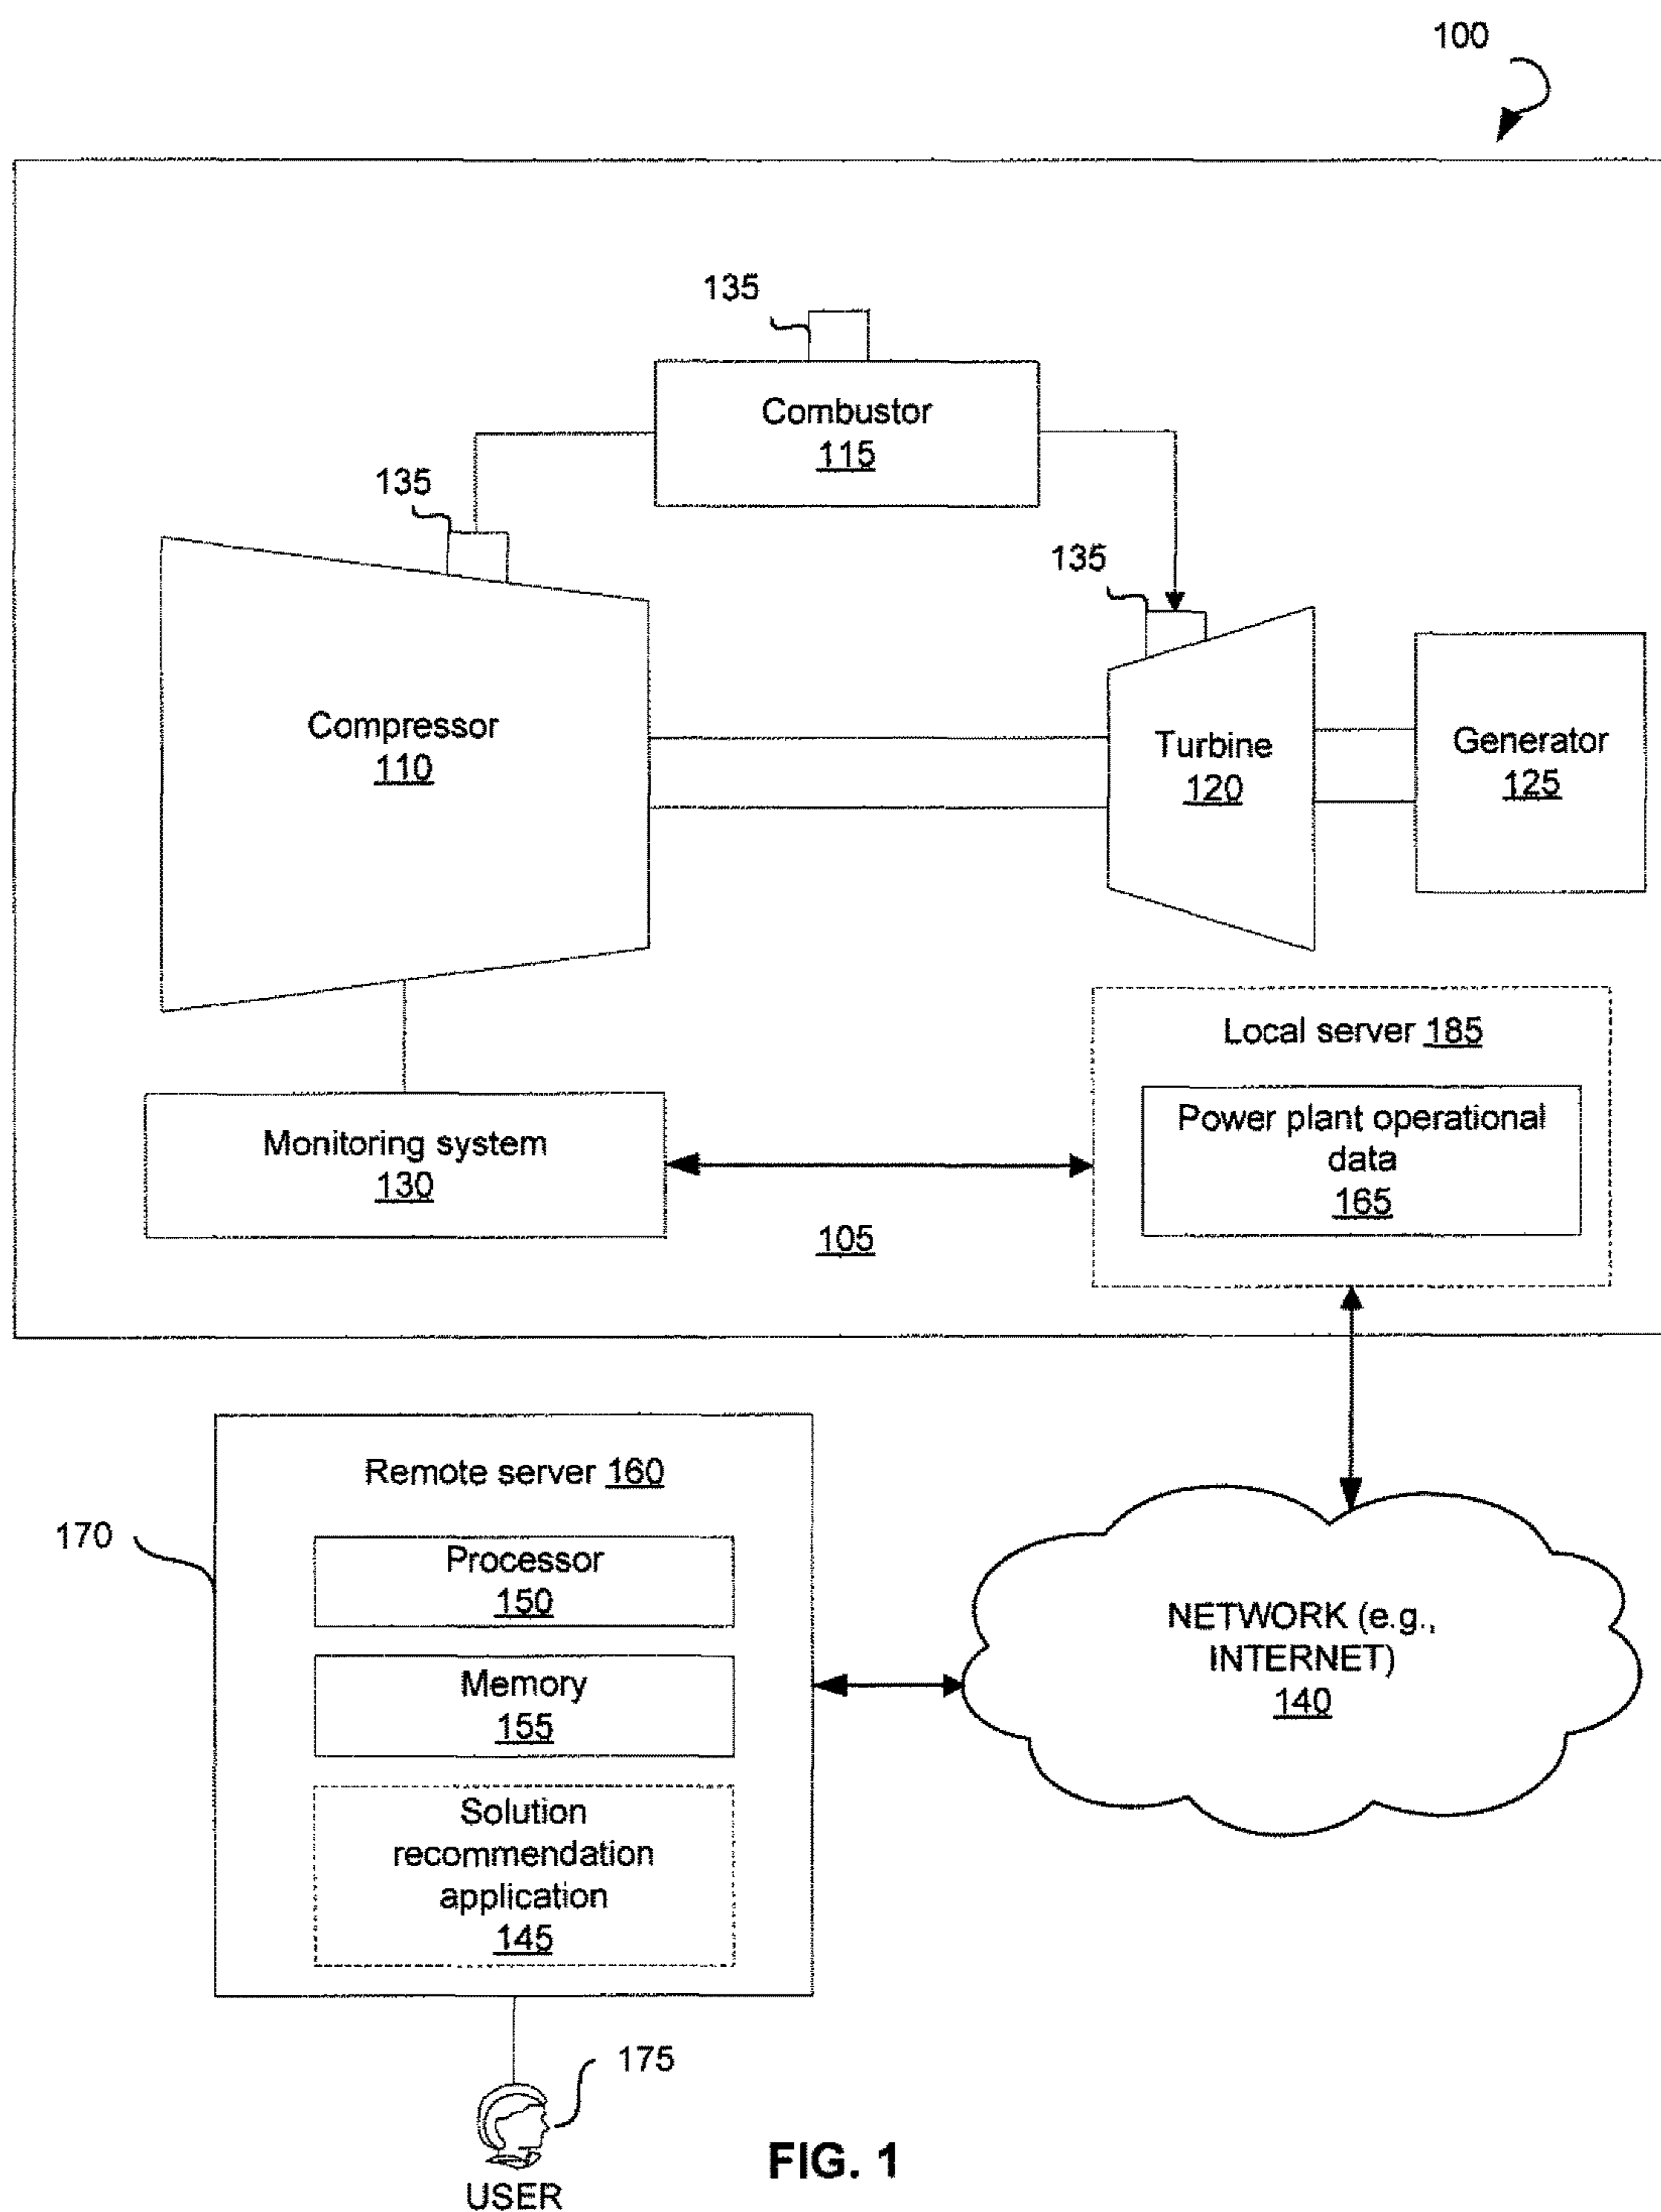 100
135
Combustor
115
135
135
Compressor
110
Turbine
120
Generator
125
Local server 185
Power plant operational
data
165
Monitoring system
130
105
Remote server 160
170
Processor
150
Memory
155
Solution
recommendation
application
145
NETWORK (e.g.,
INTERNET)
140
175
USER
FIG. 1